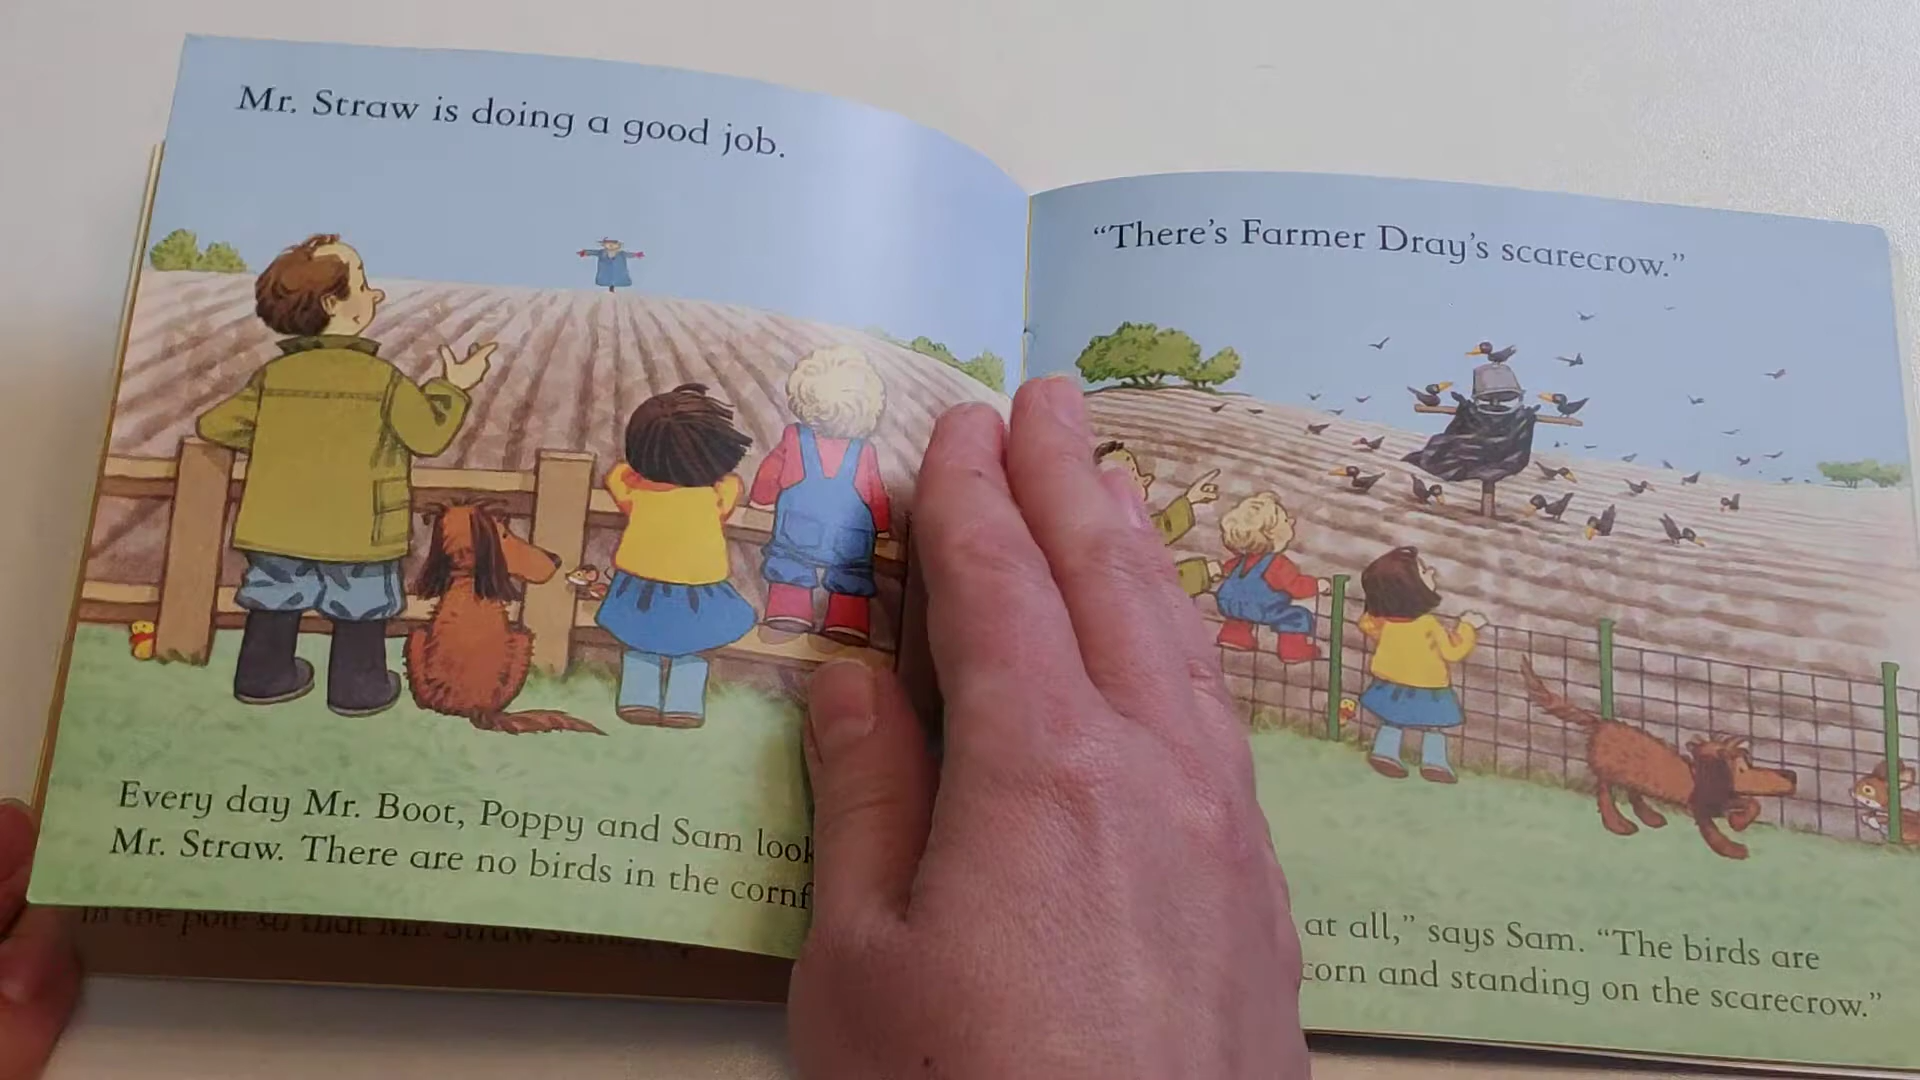 Mr. Straw is doing a good job.
Every day Mr. Boot, Poppy and Sam look
Mr. Straw. There are no birds in the cornf
"There's Farmer Dray's scarecrow."
at all," says Sam. "The birds are
corn and standing on the scarecrow."